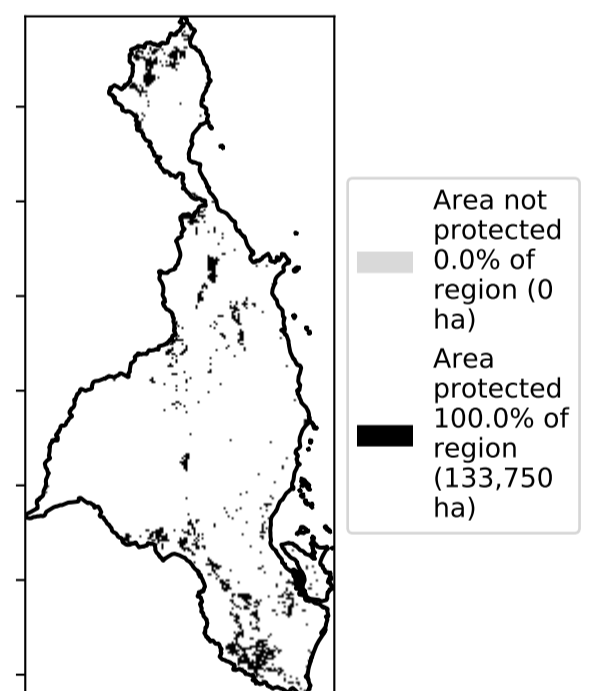 Area not
protected
0.0% of
region (0
ha)
Area
protected
100.0% of
region
(133,750
ha)